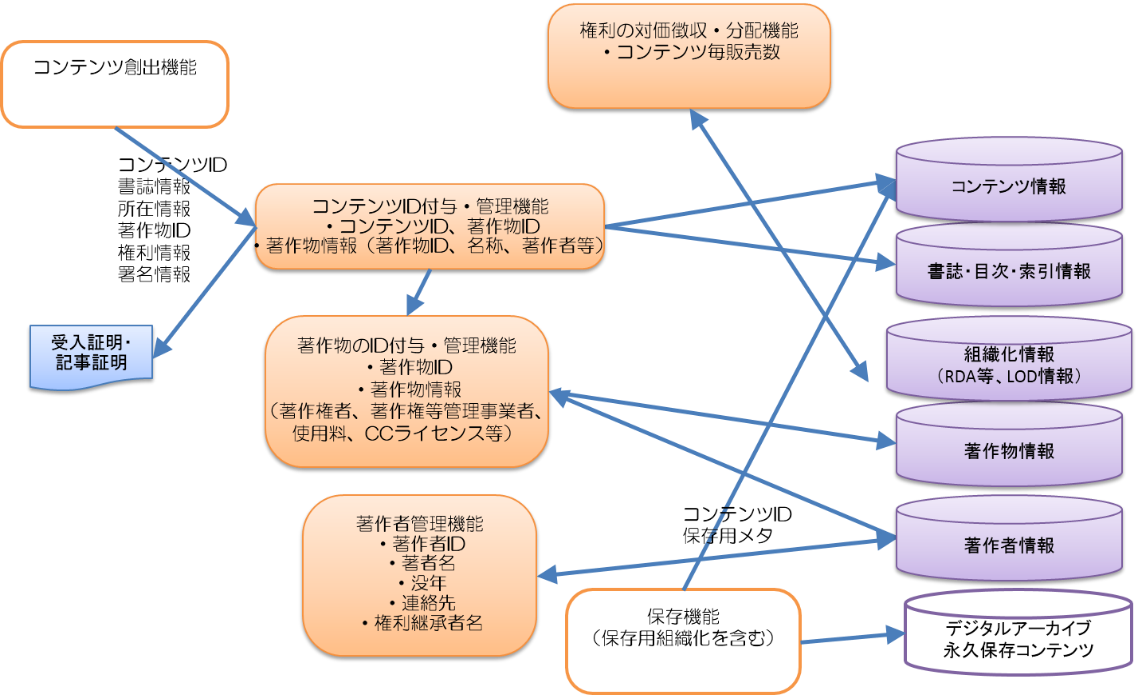 権利の対価徴収・分配機能
・コンテンツ毎販売数
コンテンツ創出機能
コンテンツID
書誌情報
所在情報
著作物ID
権利情報
署名情報
コンテンツID付与・管理機能
・コンテンツID、著作物ID
・著作物情報（著作物ID、名称、著作者等）
受入証明・
記事証明
著作物のID付与・管理機能
・著作物ID
・著作物情報
（著作権者、著作権等管理事業者、
使用料、CCライセンス等）
著作者管理機能
・著作者ID
・著者名
・没年
・連絡先
・権利継承者名
コンテンツID
保存用メタ
保存機能
（保存用組織化を含む）
コンテンツ情報
書誌・目次・索引情報
組織化情報
（RDA等、LOD情報）
著作物情報
著作者情報
デジタルアーカイブ
永久保存コンテンツ